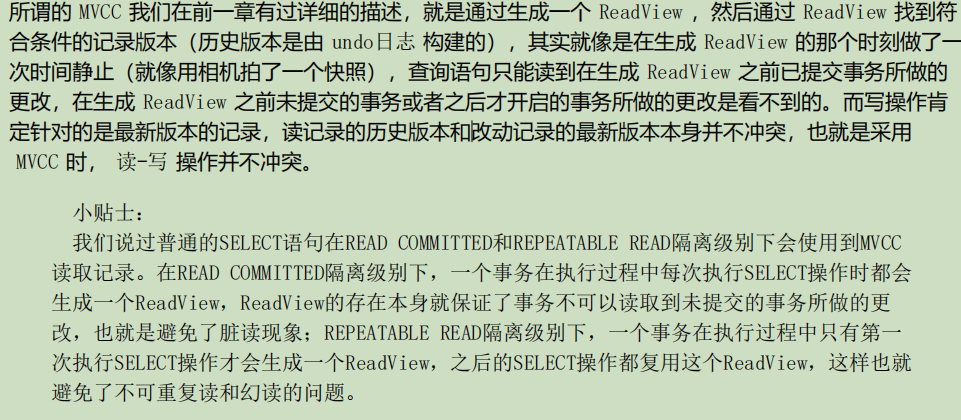 所谓的 MVCC 我们在前一章有过详细的描述，就是通过生成一个 ReadView ，然后通过 ReadView 找到符
合条件的记录版本（历史版本是由 undo日志 构建的），其实就像是在生成 ReadView 的那个时刻做了一
次时间静止（就像用相机拍了一个快照），查询语句只能读到在生成 ReadView 之前已提交事务所做的
更改，在生成 ReadView 之前未提交的事务或者之后才开启的事务所做的更改是看不到的。而写操作肯
定针对的是最新版本的记录，读记录的历史版本和改动记录的最新版本本身并不冲突，也就是采用
MVCC 时， 读-写 操作并不冲突。
小贴士：
我们说过普通的SELECT语句在READ COMMITTED和REPEATABLE READ隔离级别下会使用到MVCC
读取记录。在READ COMMITTED隔离级别下，一个事务在执行过程中每次执行SELECT操作时都会
生成一个ReadView，ReadView的存在本身就保证了事务不可以读取到未提交的事务所做的更
改，也就是避免了脏读现象；REPEATABLE READ隔离级别下，一个事务在执行过程中只有第一
次执行SELECT操作才会生成一个ReadView，之后的SELECT操作都复用这个ReadView，这样也就
避免了不可重复读和幻读的问题。